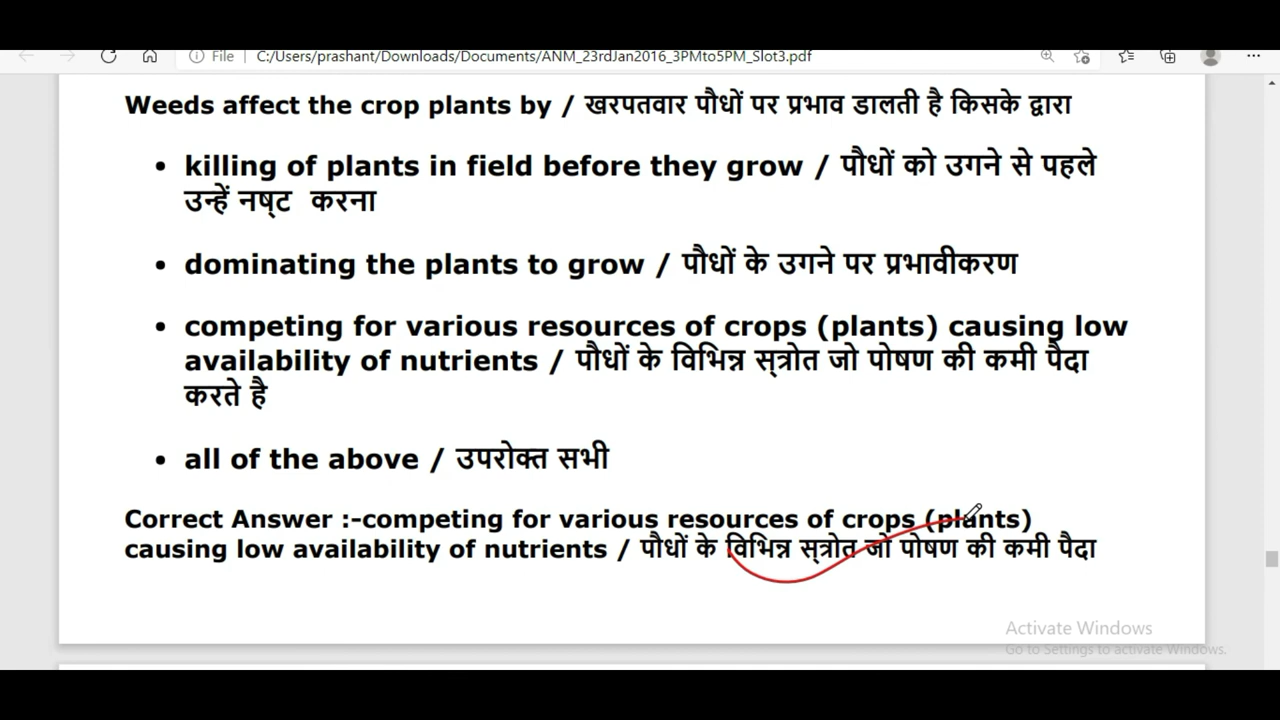 File C:/Users/prashant/Downloads/Documents/ANM_23rdJan2016_3PMto5PM_Slot3.pdf
Weeds affect the crop plants by / खरपतवार पौधों पर प्रभाव डालती है किसके द्वारा
• killing of plants in field before they grow / पौधों को उगने से पहले
उन्हें नष्ट करना
• dominating the plants to grow / पौधों के उगने पर प्रभावीकरण
• competing for various resources of crops (plants) causing low
availability of nutrients / पौधों के विभिन्न स्त्रोत जो पोषण की कमी पैदा
करते है
• all of the above / उपरोक्त सभी
Correct Answer :-competing for various resources of crops (plants)
causing low availability of nutrients / पौधों के विभिन्न स्त्रोत जो पोषण की कमी पैदा
Activate Windows
Go to Settings to activate Windows.